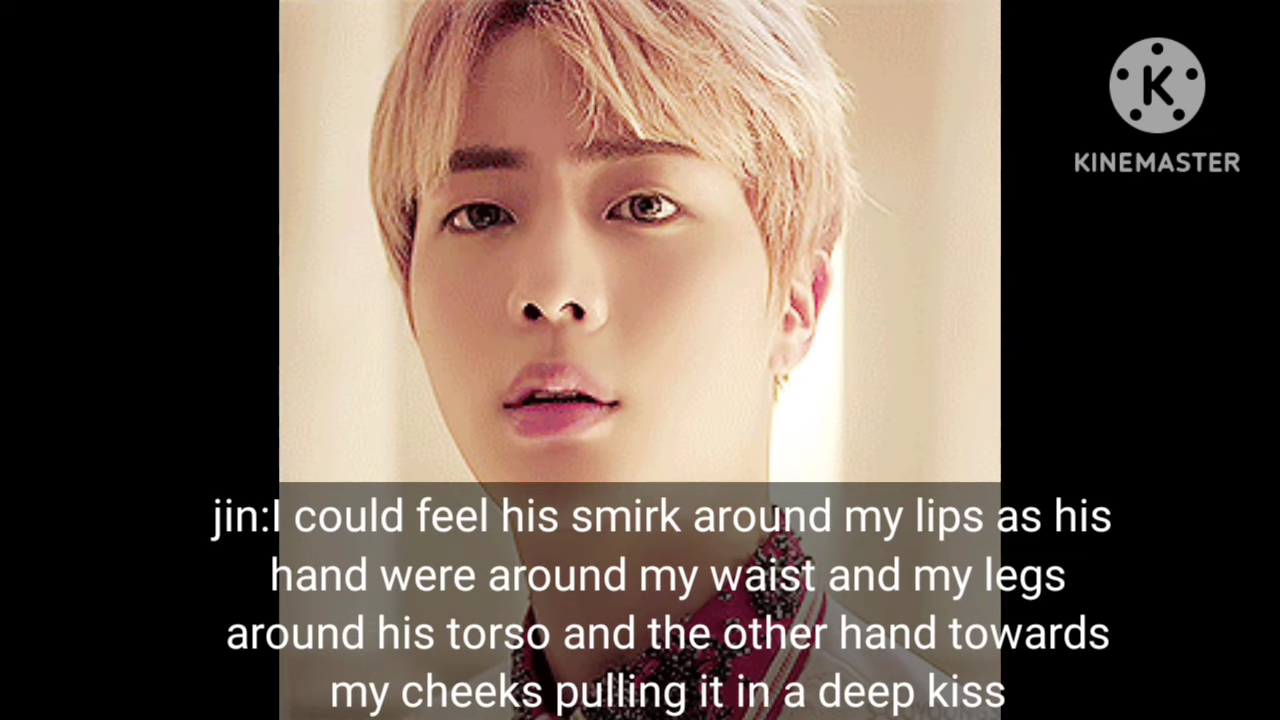 KINEMASTER
jin:I could feel his smirk around my lips as his
hand were around my waist and my legs
around his torso and the other hand towards
my cheeks pulling it in a deep kiss